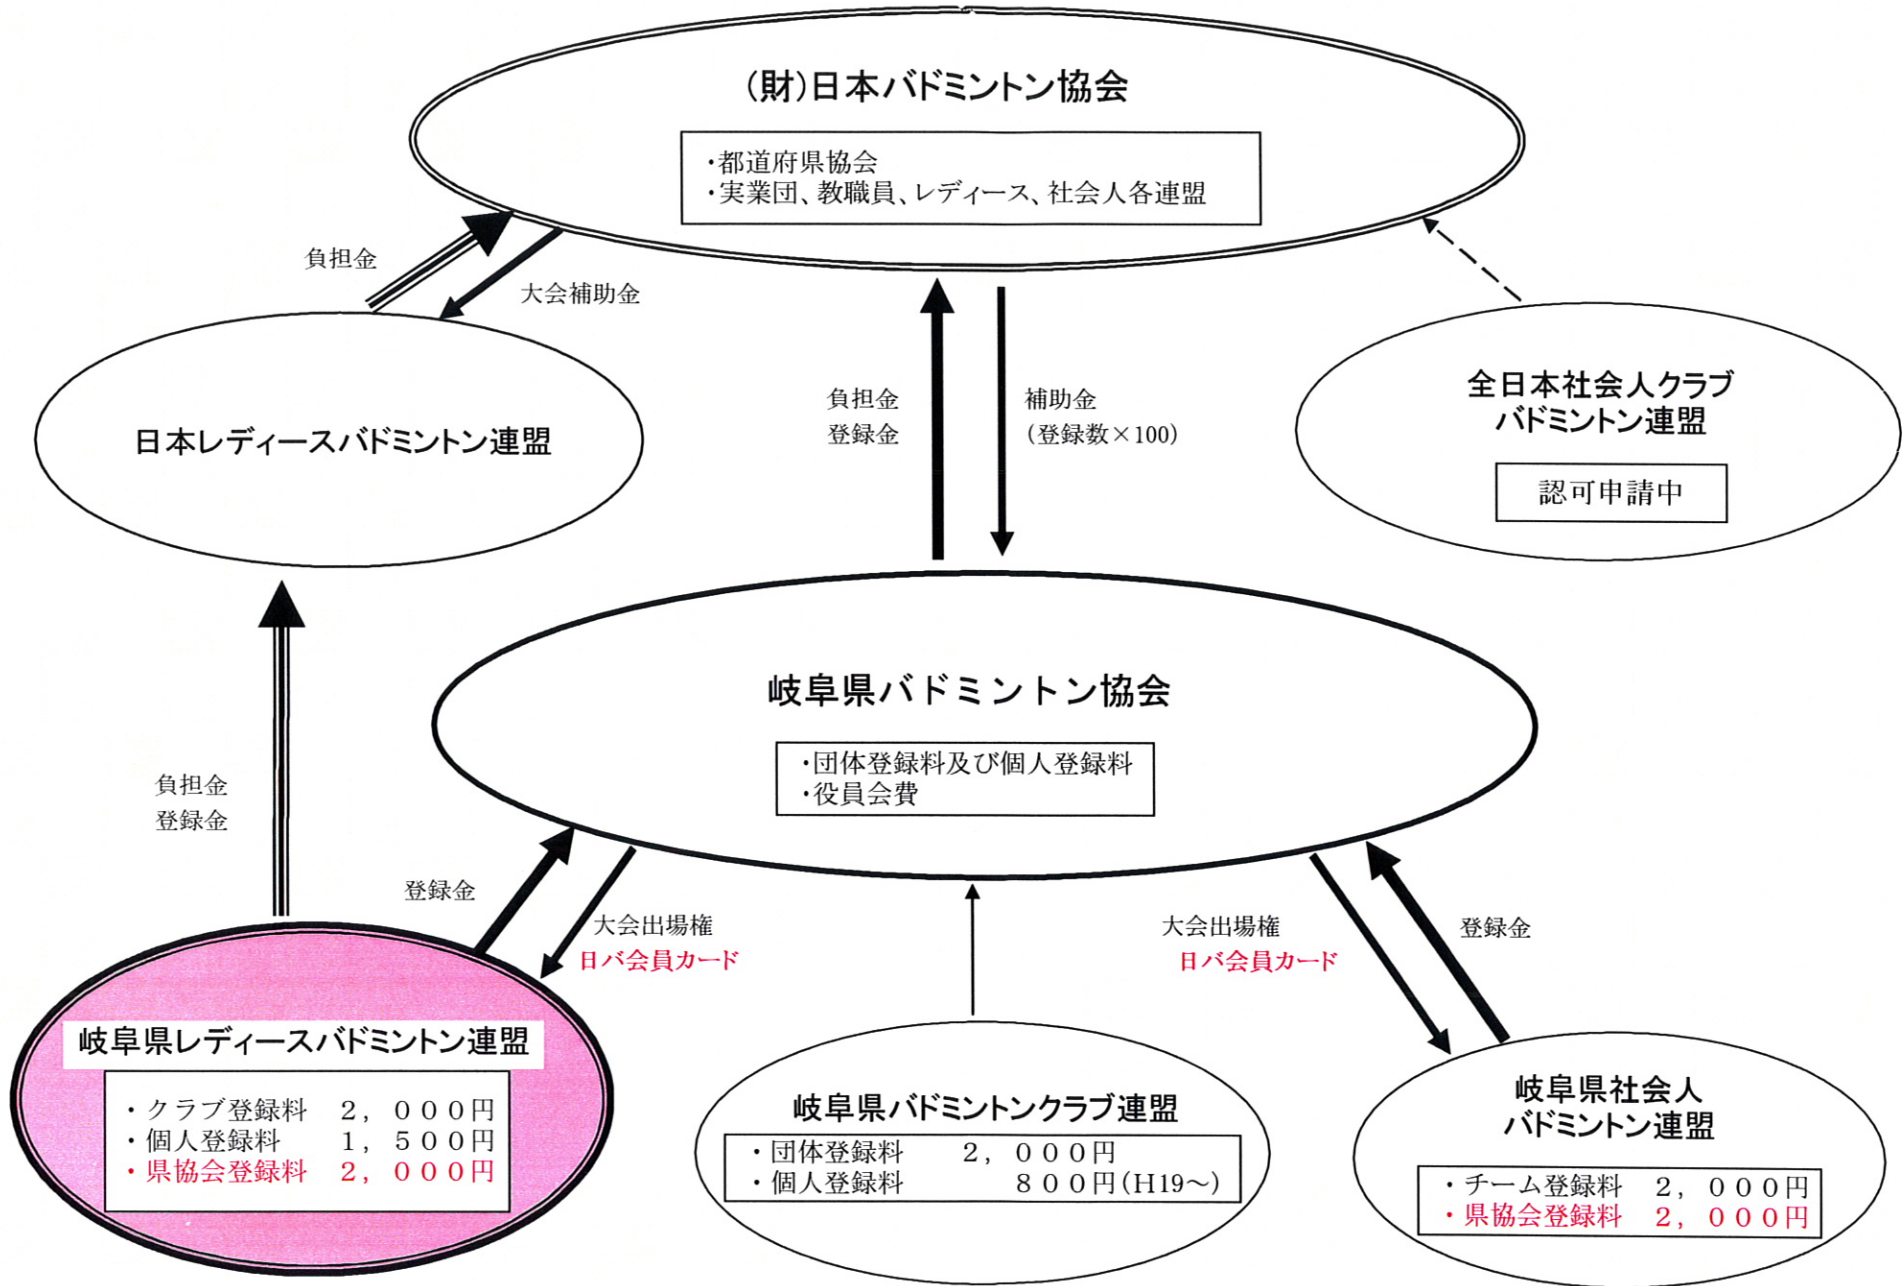 (財)日本バドミントン協会
・都道府県協会
・実業団、教職員、レディース、社会人各連盟
負担金
大会補助金
日本レディースバドミントン連盟
負担金
登録金
補助金
(登録数×100)
全日本社会人クラブ
バドミントン連盟
認可申請中
岐阜県バドミントン協会
・団体登録料及び個人登録料
・役員会費
負担金
登録金
登録金
大会出場権
日バ会員カード
大会出場権
日バ会員カード
登録金
岐阜県レディースバドミントン連盟
・クラブ登録料 2，000円
・個人登録料 1，500円
・県協会登録料 2，000円
岐阜県バドミントンクラブ連盟
・団体登録料 2，000円
・個人登録料 800円(H19～)
岐阜県社会人
バドミントン連盟
・チーム登録料 2，000円
・県協会登録料 2，000円